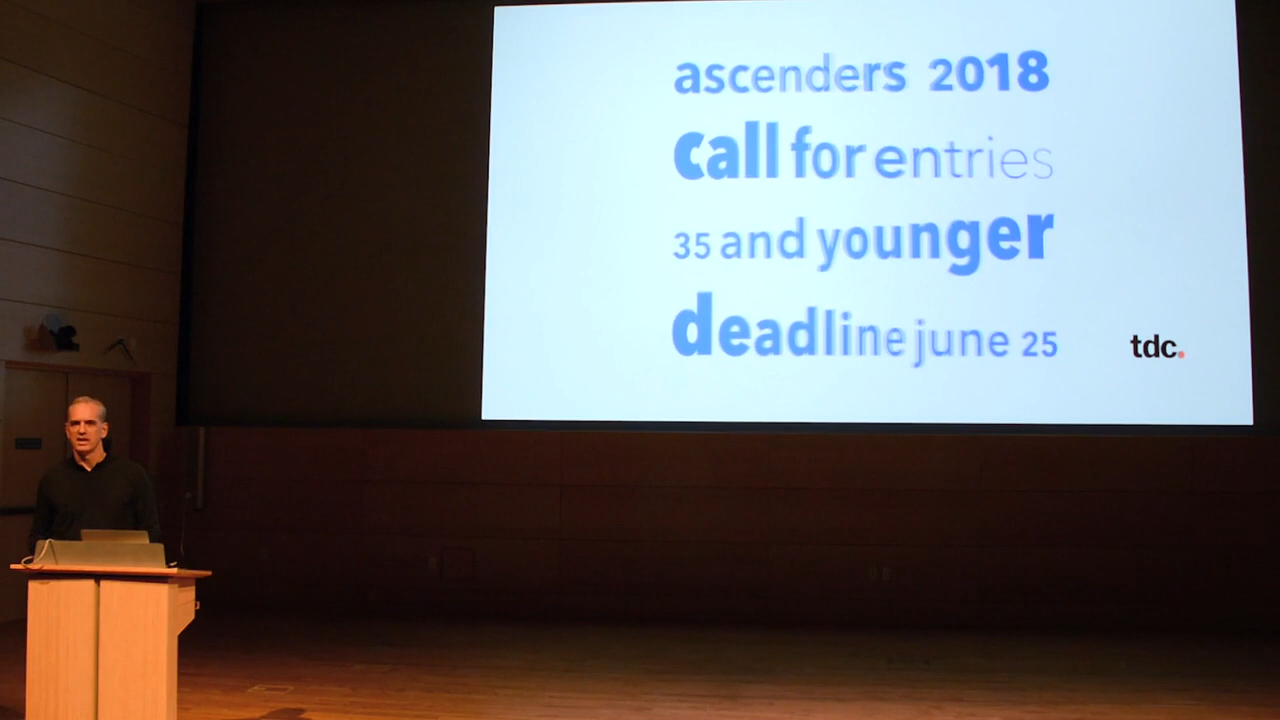 ascenders 2018
call for entries
35 and younger
deadline june 25
tdc.